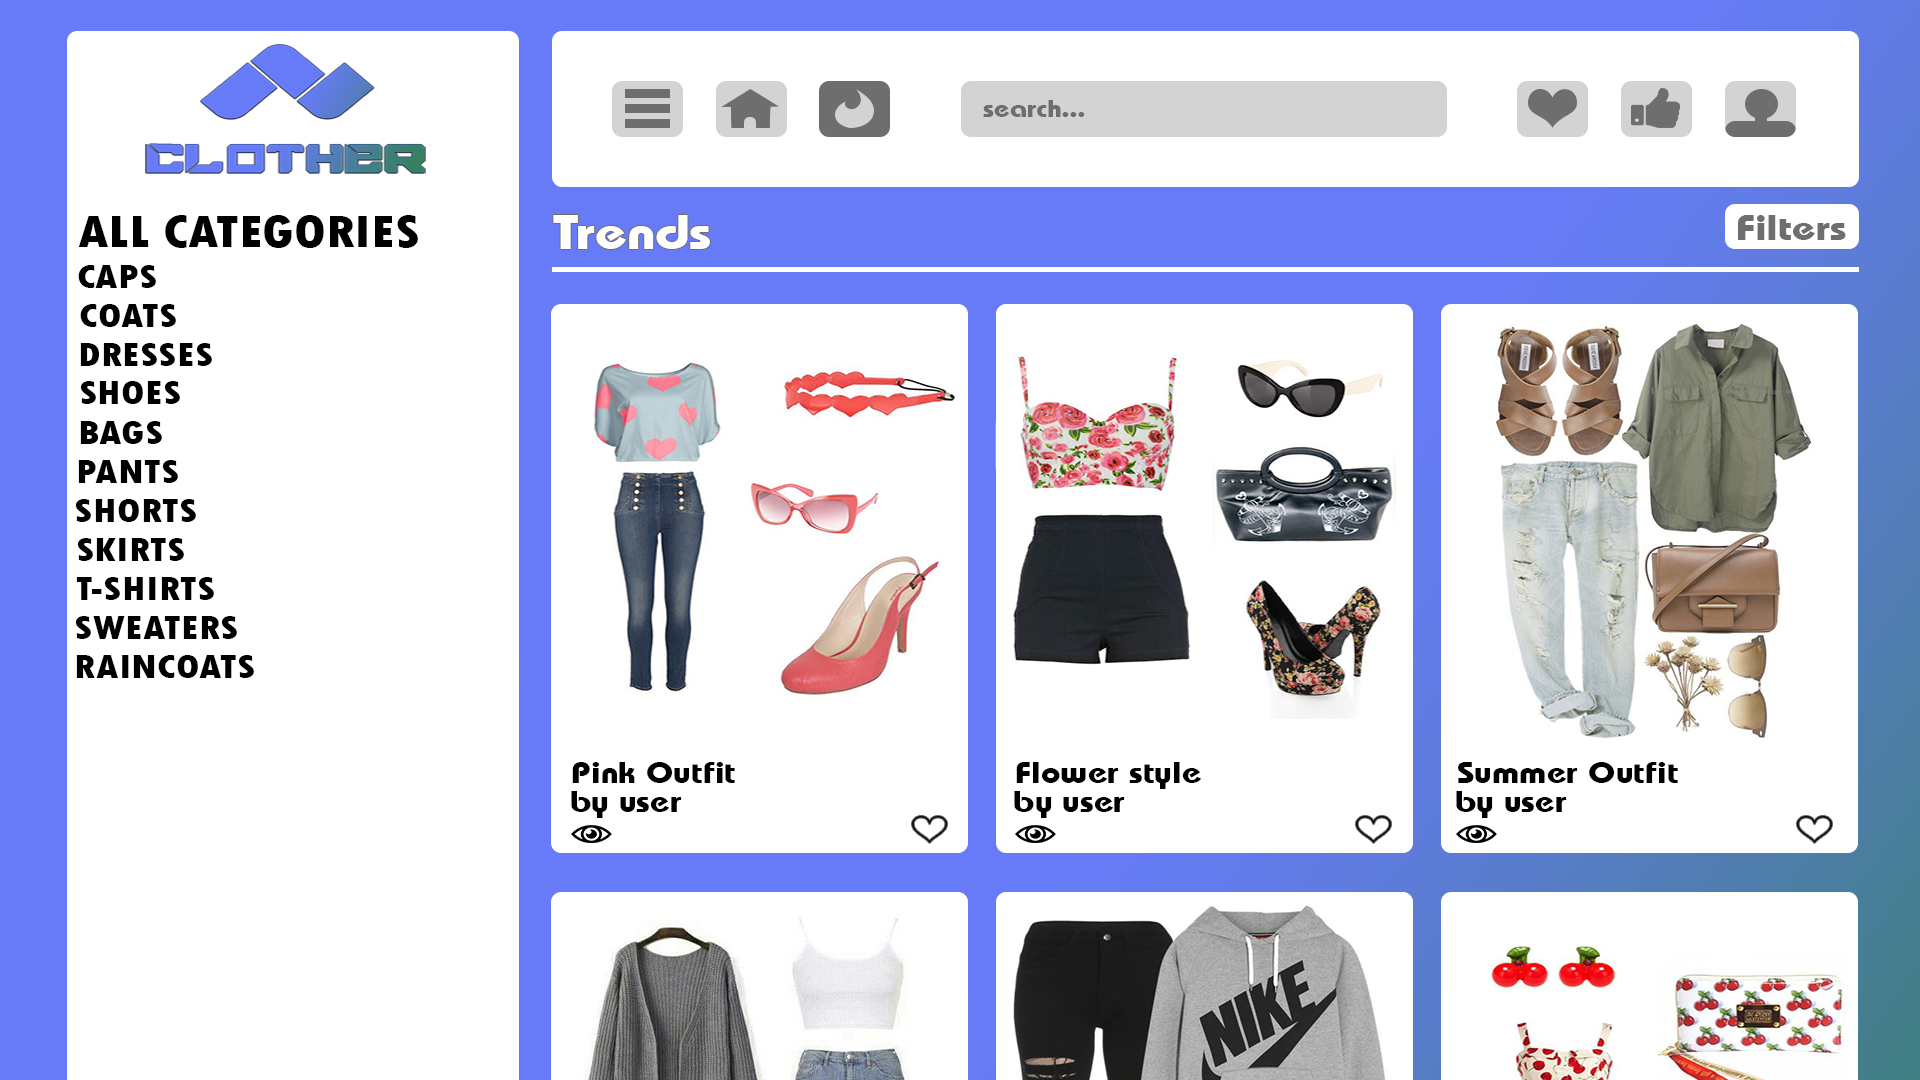 CLOTHER
ALL CATEGORIES
CAPS
COATS
DRESSES
SHOES
BAGS
PANTS
SHORTS
SKIRTS
T-SHIRTS
SWEATERS
RAINCOATS
search...
Trends
Filters
Pink Outfit
by user
Flower style
by user
Summer Outfit
by user
NIKE